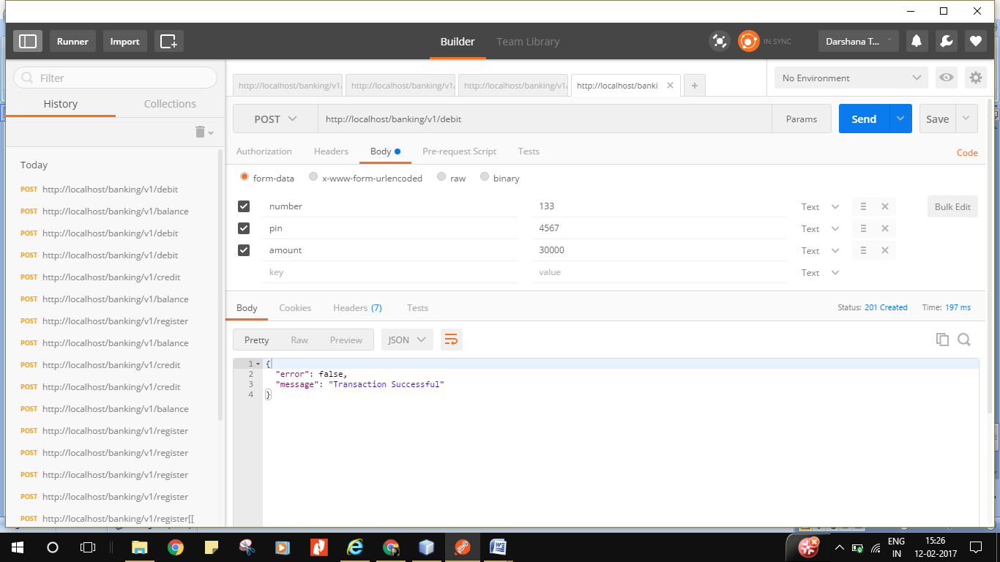 Runner Import Builder Team Library IN SYNC Darshana T...
Filter
History Collections
Today
POST http://localhost/banking/v1/debit
POST http://localhost/banking/v1/balance
POST http://localhost/banking/v1/debit
POST http://localhost/banking/v1/debit
POST http://localhost/banking/v1/credit
POST http://localhost/banking/v1/balance
POST http://localhost/banking/v1/register
POST http://localhost/banking/v1/balance
POST http://localhost/banking/v1/credit
POST http://localhost/banking/v1/credit
POST http://localhost/banking/v1/balance
POST http://localhost/banking/v1/register
POST http://localhost/banking/v1/register
POST http://localhost/banking/v1/register
POST http://localhost/banking/v1/register
POST http://localhost/banking/v1/register[[
http://localhost/banking/v1/ http://localhost/banking/v1/ http://localhost/banking/v1/ http://localhost/banki + No Environment
POST http://localhost/banking/v1/debit Params Send Save
Authorization Headers Body Pre-request Script Tests Code
form-data x-www-form-urlencoded raw binary
number 133 Text Bulk Edit
pin 4567 Text
amount 30000 Text
key value Text
Body Cookies Headers (7) Tests Status: 201 Created Time: 197 ms
Pretty Raw Preview JSON
1 {
2 "error": false,
3 "message": "Transaction Successful"
4 }
ENG 15:26
IN 12-02-2017